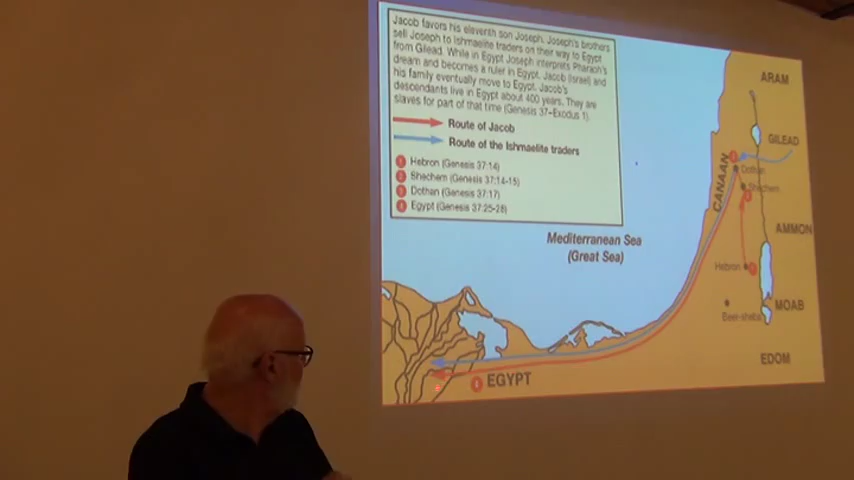 Jacob favors his eleventh son Joseph. Joseph's brothers
sell Joseph to Ishmaelite traders on their way to Egypt
from Gilead. While in Egypt Joseph interprets Pharaoh's
dream and becomes a ruler in Egypt. Jacob (Israel) and
his family eventually move to Egypt. Jacob's
descendants live in Egypt about 400 years. They are
slaves for part of that time (Genesis 37-Exodus 1).
Route of Jacob
Route of the Ishmaelite traders
1 Hebron (Genesis 37:14)
2 Shechem (Genesis 37:14-15)
3 Dothan (Genesis 37:17)
4 Egypt (Genesis 37:25-28)
ARAM
GILEAD
CANAAN
Dothan
Shechem
AMMON
Mediterranean Sea
(Great Sea)
Hebron
MOAB
Beer-sheba
EDOM
EGYPT